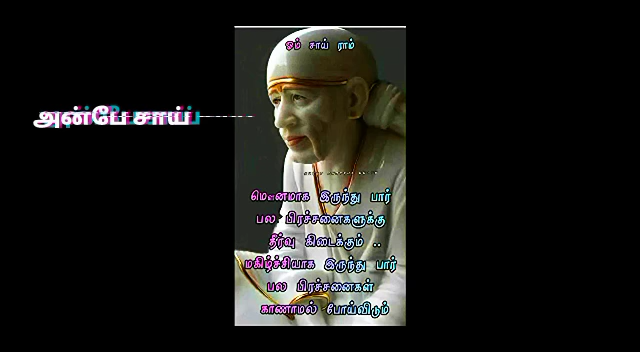 ஓம் சாய் ராம்
அன்பே சாய்
மௌனமாக இருந்து பார்
பல பிரச்சனைகளுக்கு
தீர்வு கிடைக்கும் ..
மகிழ்ச்சியாக இருந்து பார்
பல பிரச்சனைகள்
காணாமல் போய்விடும்